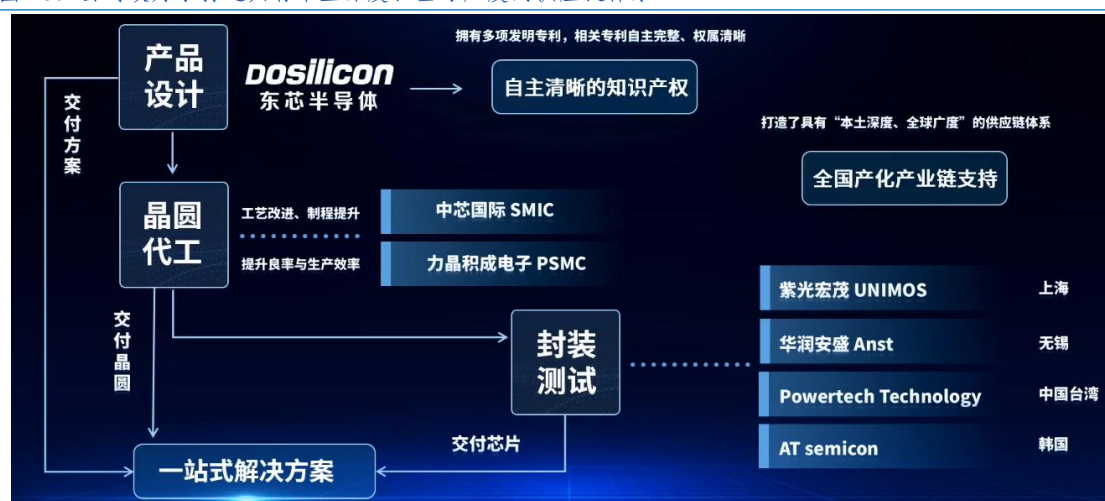 拥有多项发明专利，相关专利自主完整、权属清晰
产品
设计
DOSILICON
东芯半导体
自主清晰的知识产权
交付方案
打造了具有“本土深度、全球广度”的供应链体系
全国产化产业链支持
晶圆
代工
工艺改进、制程提升
提升良率与生产效率
中芯国际 SMIC
力晶积成电子 PSMC
交付晶圆
封装
测试
紫光宏茂 UNIMOS
上海
华润安盛 Anst
无锡
Powertech Technology
中国台湾
AT semicon
韩国
交付芯片
一站式解决方案